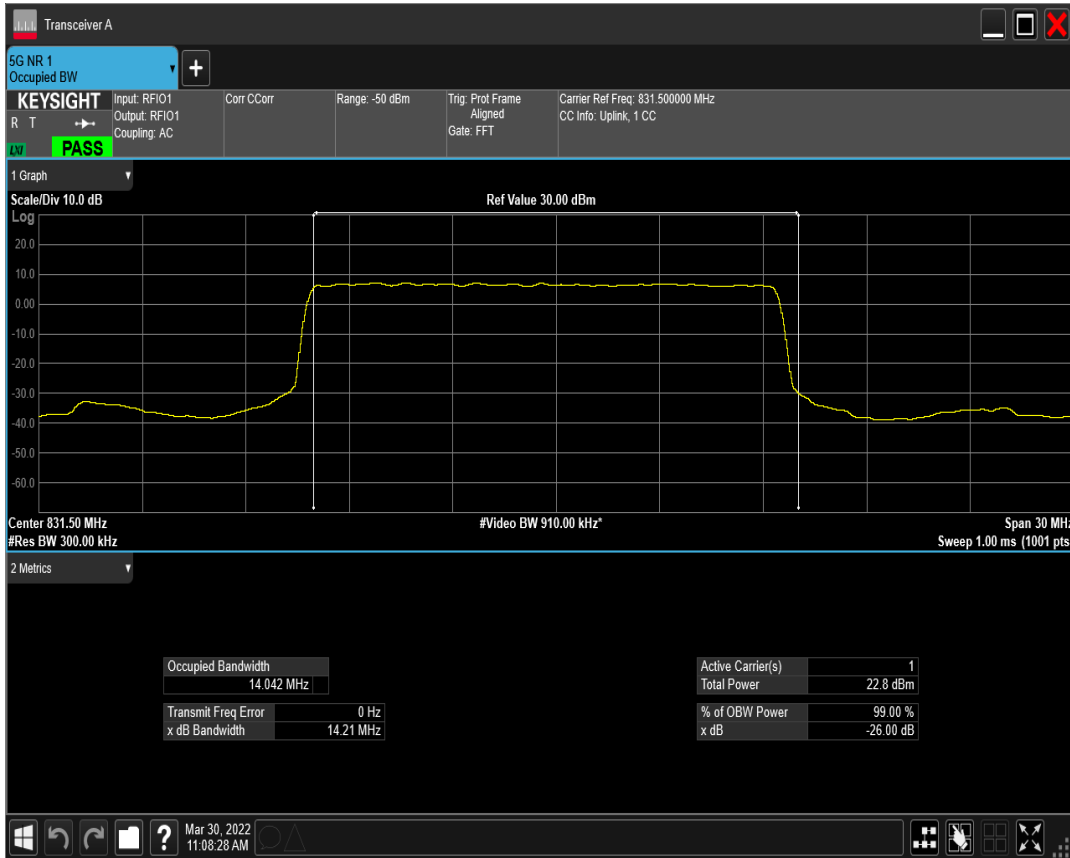 Transceiver A
5G NR 1
Occupied BW
+
KEYSIGHT
R T
LXI
PASS
Input: RFIO1
Output: RFIO1
Coupling: AC
Corr CCorr
Range: -50 dBm
Trig: Prot Frame
Aligned
Gate: FFT
Carrier Ref Freq: 831.500000 MHz
CC Info: Uplink, 1 CC
1 Graph
Scale/Div 10.0 dB
Ref Value 30.00 dBm
Log
20.0
10.0
0.00
-10.0
-20.0
-30.0
-40.0
-50.0
-60.0
Center 831.50 MHz
#Video BW 910.00 kHz*
Span 30 MHz
#Res BW 300.00 kHz
Sweep 1.00 ms (1001 pts
2 Metrics
Occupied Bandwidth
14.042 MHz
Transmit Freq Error 0 Hz
x dB Bandwidth 14.21 MHz
Active Carrier(s) 1
Total Power 22.8 dBm
% of OBW Power 99.00 %
x dB -26.00 dB
?
Mar 30, 2022
11:08:28 AM